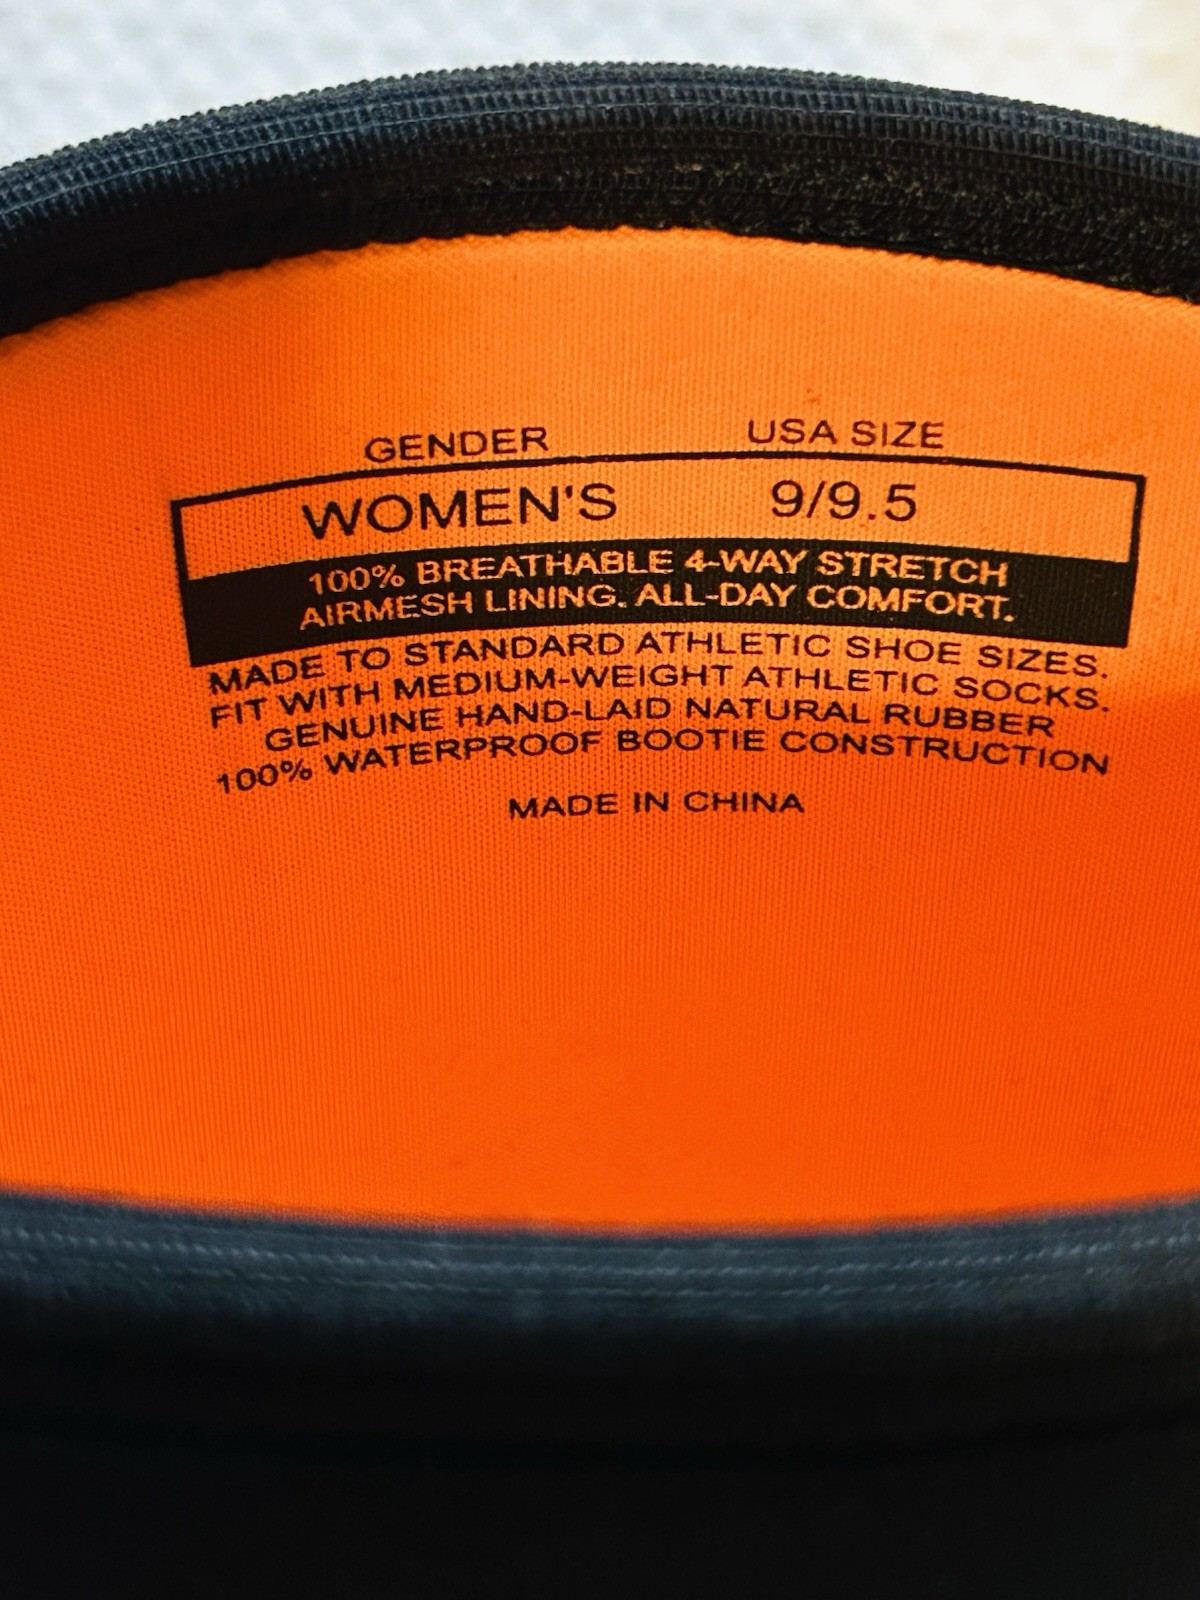 GENDER USA SIZE
WOMEN'S 9/9.5
100% BREATHABLE 4-WAY STRETCH
AIRMESH LINING. ALL-DAY COMFORT.
MADE TO STANDARD ATHLETIC SHOE SIZES.
FIT WITH MEDIUM-WEIGHT ATHLETIC SOCKS.
GENUINE HAND-LAID NATURAL RUBBER
100% WATERPROOF BOOTIE CONSTRUCTION
MADE IN CHINA